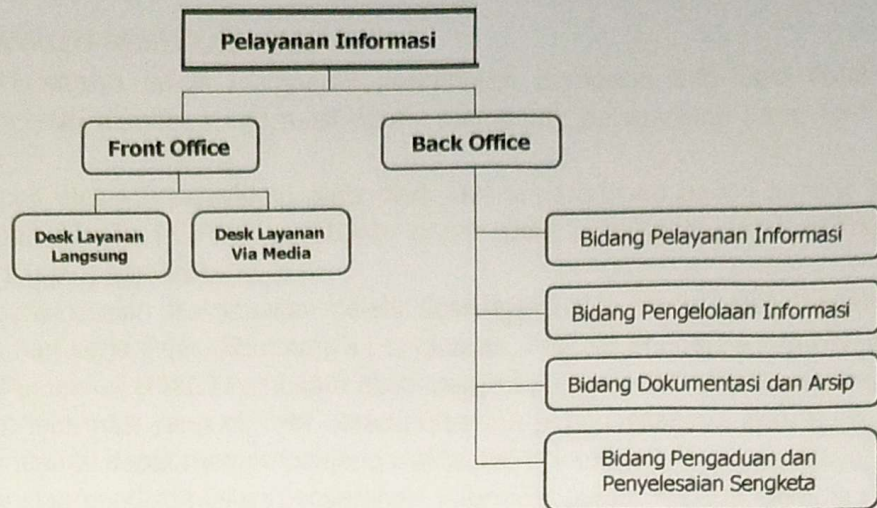 Pelayanan Informasi
Front Office
Back Office
Desk Layanan
Langsung
Desk Layanan
Via Media
Bidang Pelayanan Informasi
Bidang Pengelolaan Informasi
Bidang Dokumentasi dan Arsip
Bidang Pengaduan dan
Penyelesaian Sengketa